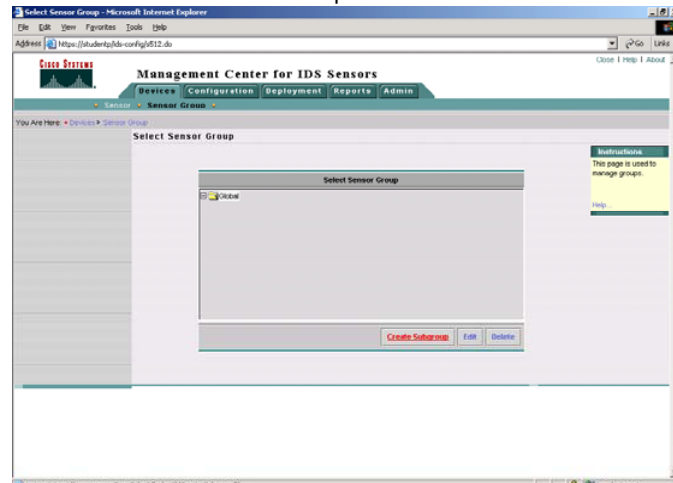 Select Sensor Group - Microsoft Internet Explorer
File Edit View Favorites Tools Help
Address https://studentp/ids-config/s512.do Go Links
Close | Help | About
CISCO SYSTEMS
Management Center for IDS Sensors
Devices Configuration Deployment Reports Admin
Sensor Sensor Group
You Are Here: Devices Sensor Group
Select Sensor Group
Instructions
This page is used to
manage groups.
Help...
Select Sensor Group
Global
Create Subgroup Edit Delete